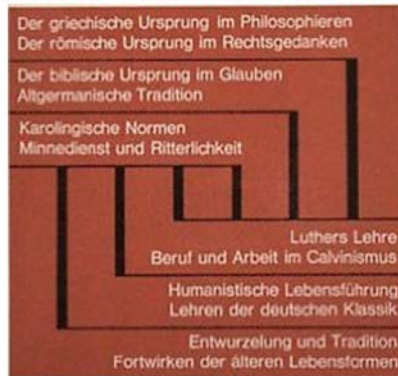 Der griechische Ursprung im Philosophieren
Der römische Ursprung im Rechtsgedanken
Der biblische Ursprung im Glauben
Altgermanische Tradition
Karolingische Normen
Minnedienst und Ritterlichkeit
Luthers Lehre
Beruf und Arbeit im Calvinismus
Humanistische Lebensführung
Lehren der deutschen Klassik
Entwurzelung und Tradition
Fortwirken der älteren Lebensformen